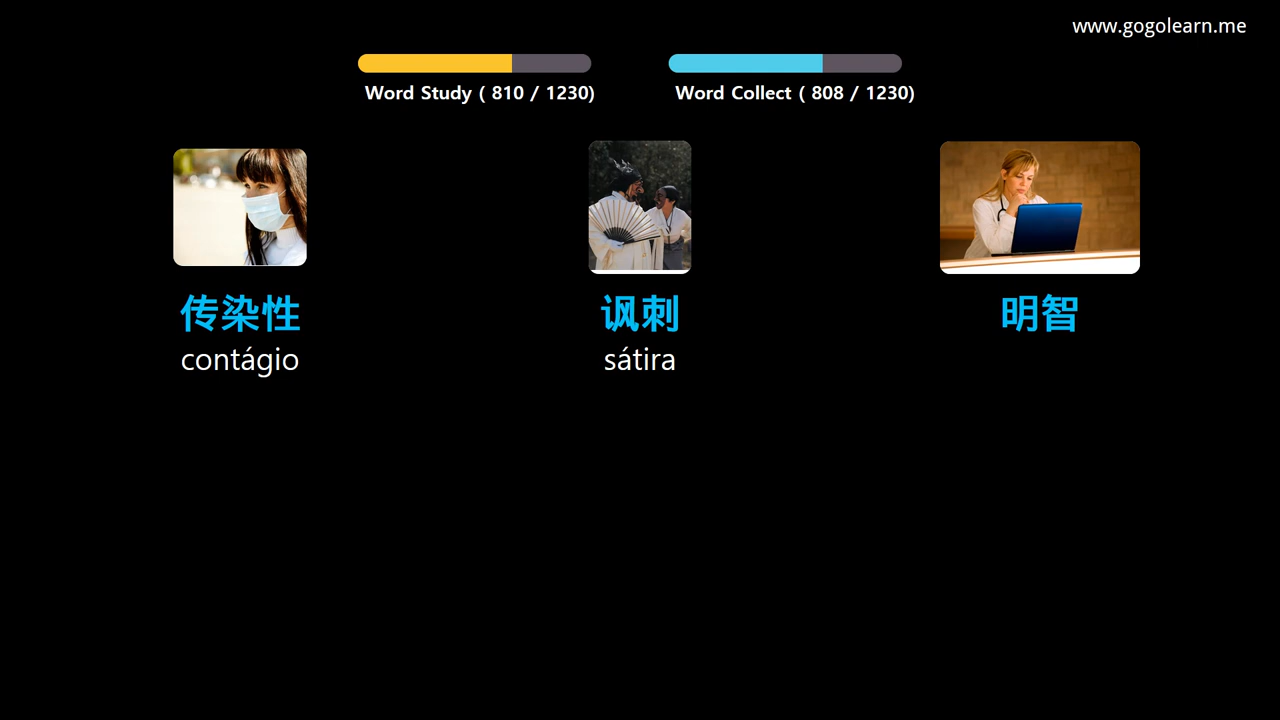 www.gogolearn.me
Word Study ( 810 / 1230)
Word Collect ( 808 / 1230)
传染性
contágio
讽刺
sátira
明智